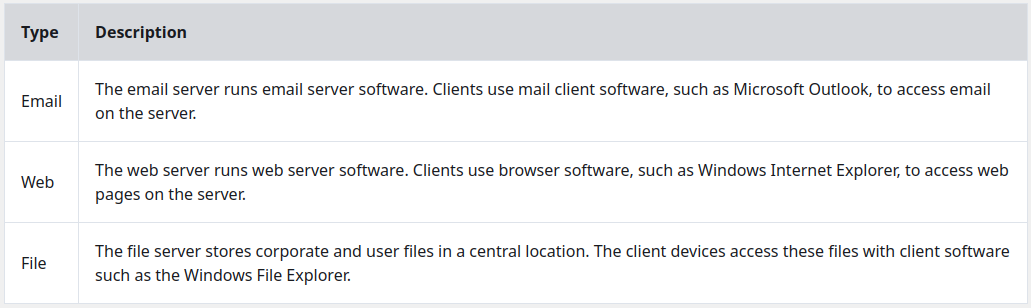 Type Description
Email The email server runs email server software. Clients use mail client software, such as Microsoft Outlook, to access email
on the server.
Web The web server runs web server software. Clients use browser software, such as Windows Internet Explorer, to access web
pages on the server.
File The file server stores corporate and user files in a central location. The client devices access these files with client software
such as the Windows File Explorer.